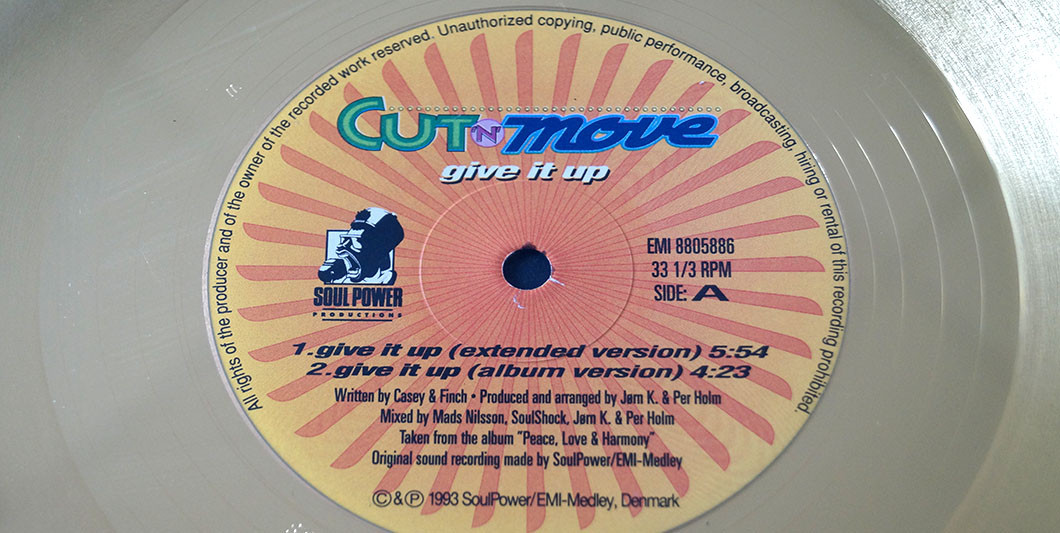 All rights of the producer and of the owner of the recorded work reserved. Unauthorized copying, public performance, broadcasting, hiring or rental of this recording prohibited.
CUT 'N' move
give it up
EMI 8805886
33 1/3 RPM
SIDE: A
SOUL POWER
PRODUCTIONS
1.give it up (extended version) 5:54
2.give it up (album version) 4:23
Written by Casey & Finch • Produced and arranged by Jørn K. & Per Holm
Mixed by Mads Nilsson, SoulShock, Jørn K. & Per Holm
Taken from the album "Peace, Love & Harmony"
Original sound recording made by SoulPower/EMI-Medley
© & ℗ 1993 SoulPower/EMI-Medley, Denmark